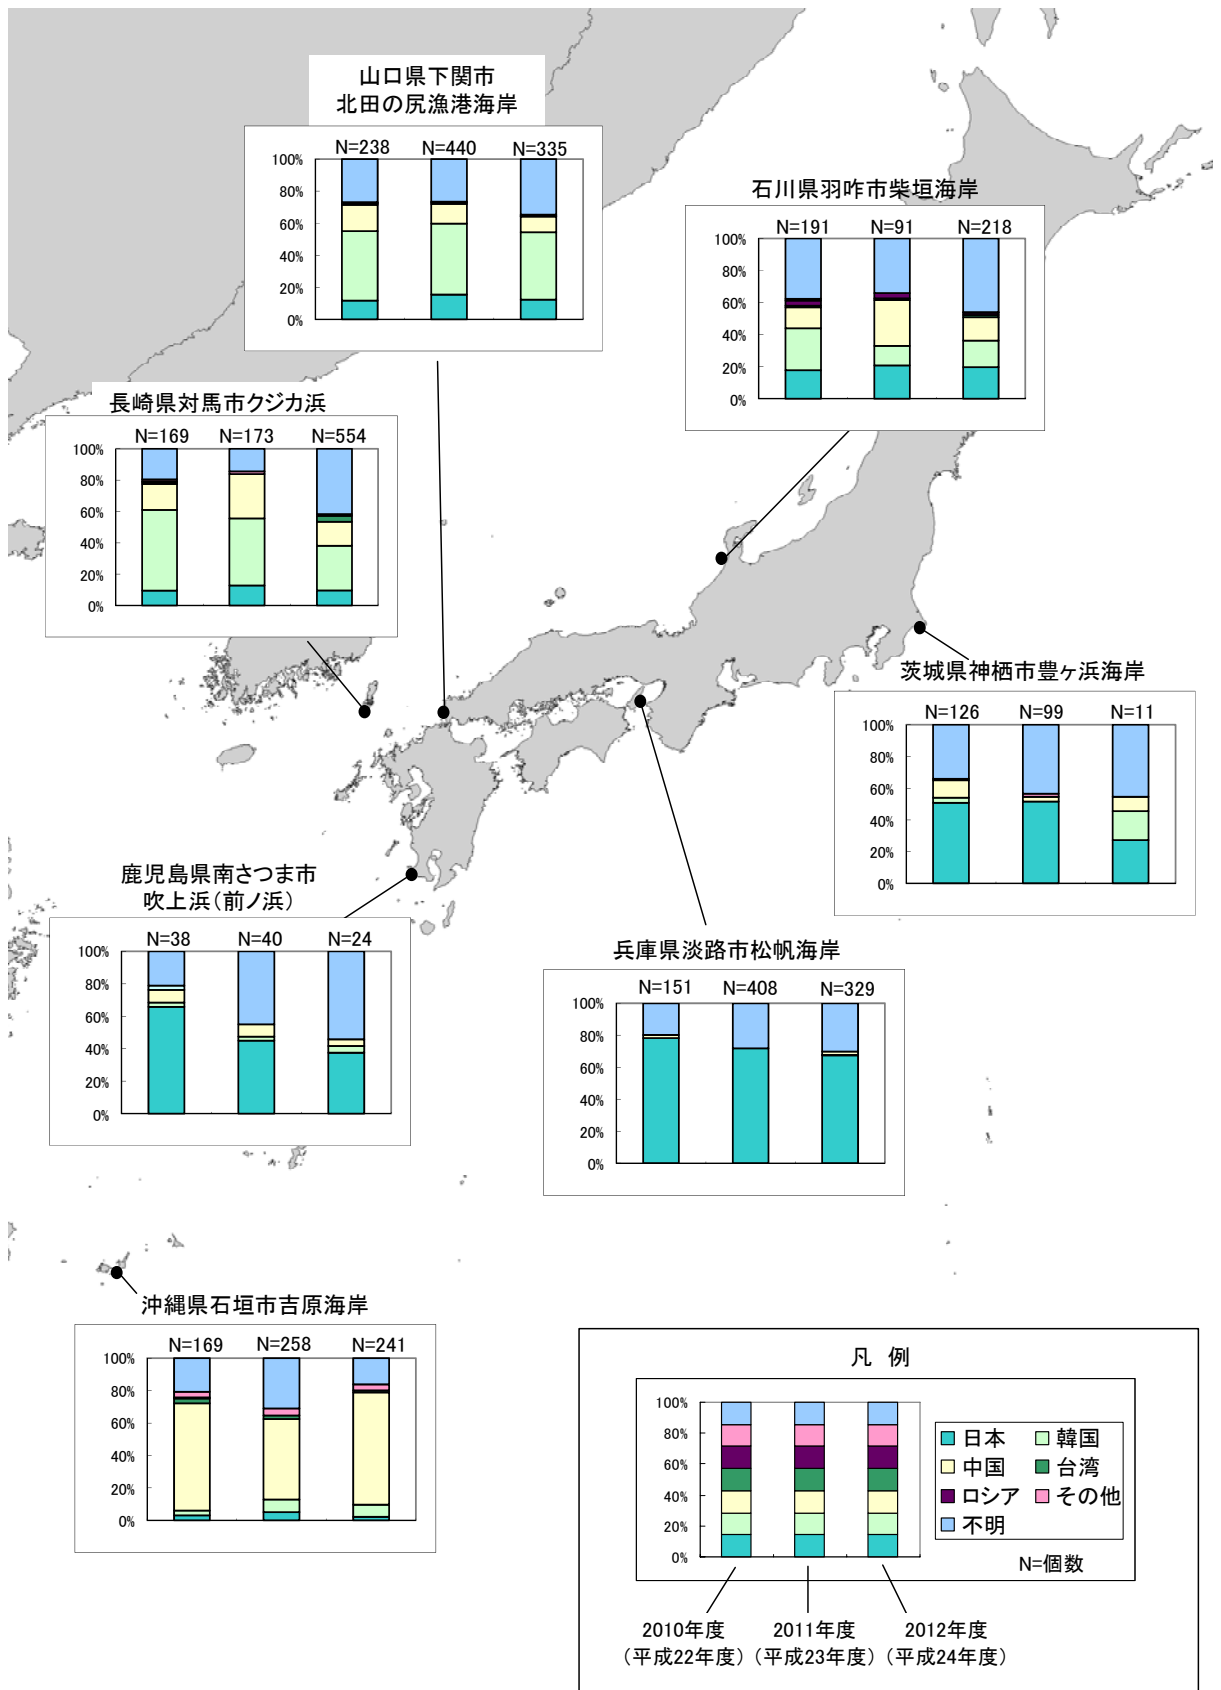 山口県下関市
北田の尻漁港海岸
N=238 N=440 N=335
100%
80%
60%
40%
20%
0%
石川県羽咋市柴垣海岸
N=191 N=91 N=218
100%
80%
60%
40%
20%
0%
長崎県対馬市クジカ浜
N=169 N=173 N=554
100%
80%
60%
40%
20%
0%
茨城県神栖市豊ヶ浜海岸
N=126 N=99 N=11
100%
80%
60%
40%
20%
0%
鹿児島県南さつま市
吹上浜(前ノ浜)
N=38 N=40 N=24
100%
80%
60%
40%
20%
0%
兵庫県淡路市松帆海岸
N=151 N=408 N=329
100%
80%
60%
40%
20%
0%
沖縄県石垣市吉原海岸
N=169 N=258 N=241
100%
80%
60%
40%
20%
0%
凡 例
100%
80%
60%
40%
20%
0%
日本 韓国
中国 台湾
ロシア その他
不明
N=個数
2010年度 2011年度 2012年度
(平成22年度) (平成23年度) (平成24年度)